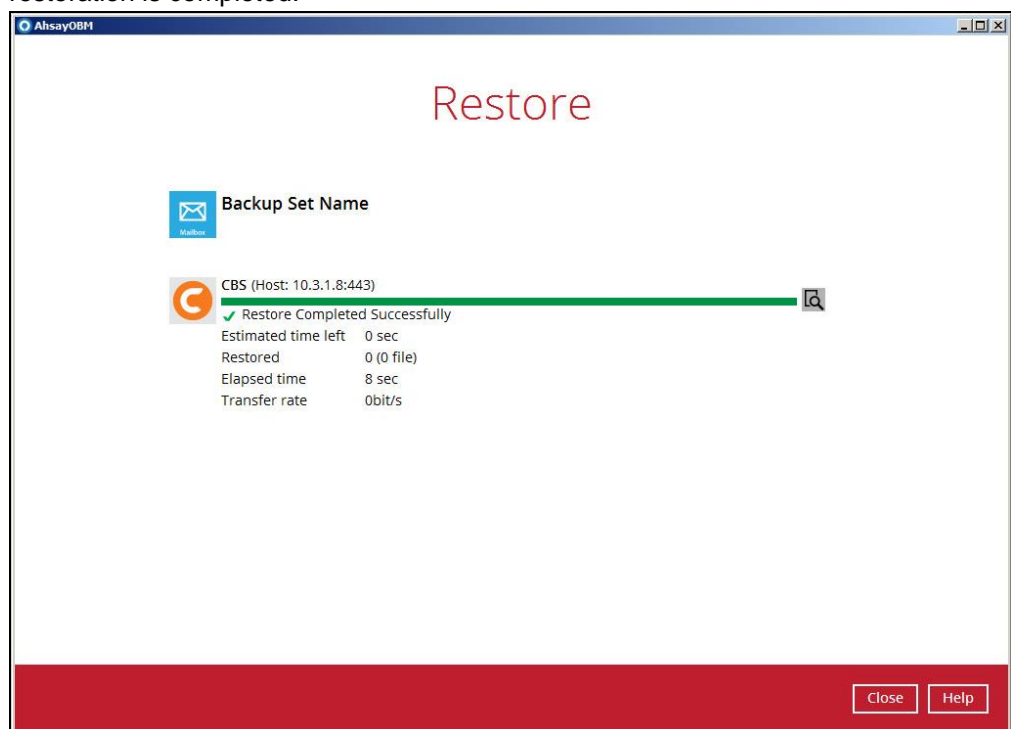 restoration is completed.
AhsayOBM
Restore
Backup Set Name
Mailbox
CBS (Host: 10.3.1.8:443)
Restore Completed Successfully
Estimated time left 0 sec
Restored 0 (0 file)
Elapsed time 8 sec
Transfer rate 0bit/s
Close Help